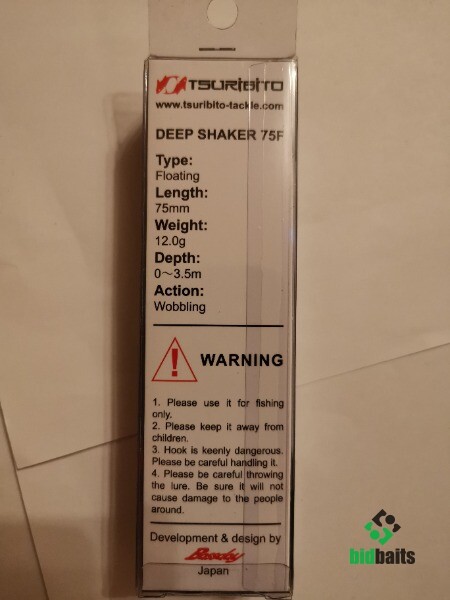 TSURIBITO
www.tsuribito-tackle.com
DEEP SHAKER 75F
Type:
Floating
Length:
75mm
Weight:
12.0g
Depth:
0～3.5m
Action:
Wobbling
! WARNING
1. Please use it for fishing
only.
2. Please keep it away from
children.
3. Hook is keenly dangerous.
Please be careful handling it.
4. Please be careful throwing
the lure. Be sure it will not
cause damage to the people
around.
Development & design by
Japan
bidbaits